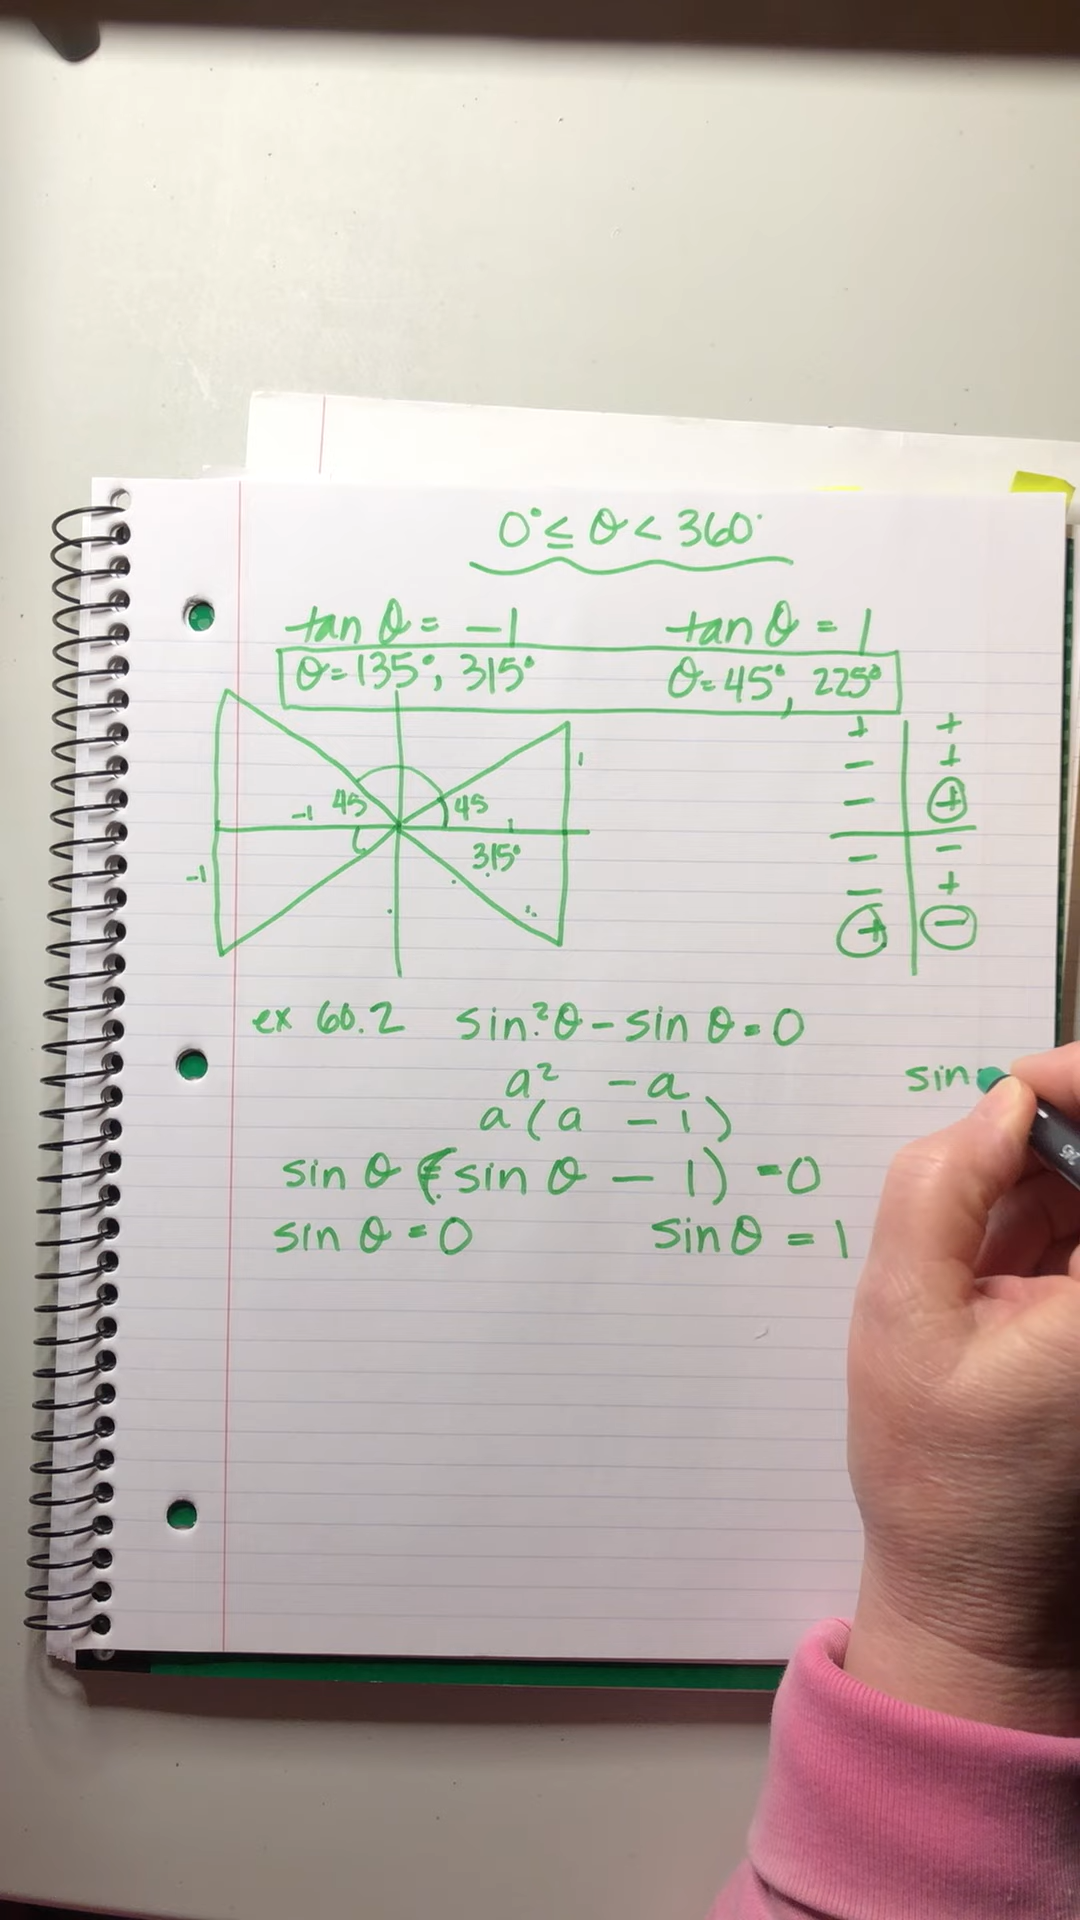 0° ≤ θ < 360°
tan θ = -1 tan θ = 1
θ = 135°, 315° θ = 45°, 225°
+ +
- +
- +
- -
- +
+ -
1
-1 45 45 1
-1 315°
ex 60.2 sin²θ - sin θ = 0
a² - a
sin
a(a - 1)
sin θ (sin θ - 1) = 0
sin θ = 0 sin θ = 1